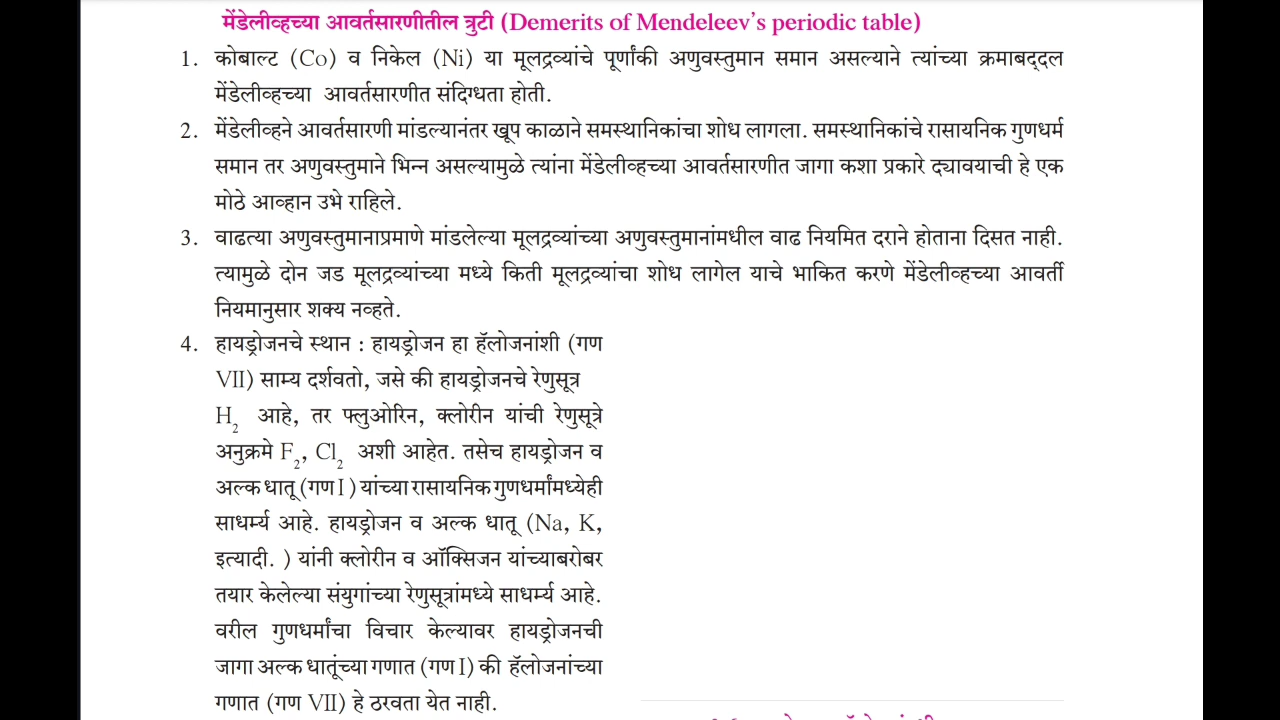 मेंडेलीव्हच्या आवर्तसारणीतील त्रुटी (Demerits of Mendeleev's periodic table)
1. कोबाल्ट (Co) व निकेल (Ni) या मूलद्रव्यांचे पूर्णांकी अणुवस्तुमान समान असल्याने त्यांच्या क्रमाबद्दल
मेंडेलीव्हच्या आवर्तसारणीत संदिग्धता होती.
2. मेंडेलीव्हने आवर्तसारणी मांडल्यानंतर खूप काळाने समस्थानिकांचा शोध लागला. समस्थानिकांचे रासायनिक गुणधर्म
समान तर अणुवस्तुमाने भिन्न असल्यामुळे त्यांना मेंडेलीव्हच्या आवर्तसारणीत जागा कशा प्रकारे द्यावयाची हे एक
मोठे आव्हान उभे राहिले.
3. वाढत्या अणुवस्तुमानाप्रमाणे मांडलेल्या मूलद्रव्यांच्या अणुवस्तुमानांमधील वाढ नियमित दराने होताना दिसत नाही.
त्यामुळे दोन जड मूलद्रव्यांच्या मध्ये किती मूलद्रव्यांचा शोध लागेल याचे भाकित करणे मेंडेलीव्हच्या आवर्ती
नियमानुसार शक्य नव्हते.
4. हायड्रोजनचे स्थान : हायड्रोजन हा हॅलोजनांशी (गण
VII) साम्य दर्शवतो, जसे की हायड्रोजनचे रेणुसूत्र
H₂ आहे, तर फ्लुओरिन, क्लोरीन यांची रेणुसूत्रे
अनुक्रमे F₂, Cl₂ अशी आहेत. तसेच हायड्रोजन व
अल्क धातू (गण I ) यांच्या रासायनिक गुणधर्मांमध्येही
साधर्म्य आहे. हायड्रोजन व अल्क धातू (Na, K,
इत्यादी. ) यांनी क्लोरीन व ऑक्सिजन यांच्याबरोबर
तयार केलेल्या संयुगांच्या रेणुसूत्रांमध्ये साधर्म्य आहे.
वरील गुणधर्मांचा विचार केल्यावर हायड्रोजनची
जागा अल्क धातूंच्या गणात (गण I) की हॅलोजनांच्या
गणात (गण VII) हे ठरवता येत नाही.